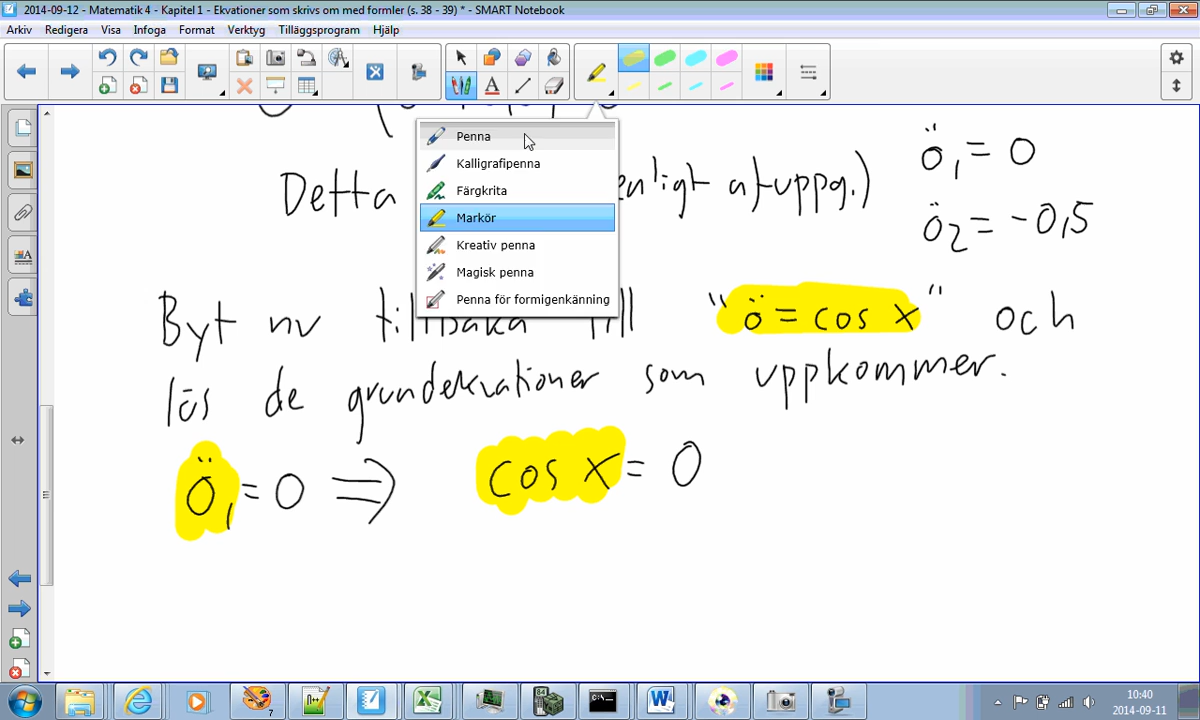 2014-09-12 - Matematik 4 - Kapitel 1 - Ekvationer som skrivs om med formler (s. 38 - 39) * - SMART Notebook
Arkiv Redigera Visa Infoga Format Verktyg Tilläggsprogram Hjälp
Penna
Kalligrafipenna
Färgkrita
Markör
Kreativ penna
Magisk penna
Penna för formigenkänning
Detta enligt a)-uppg.)
ö₁ = 0
ö₂ = -0,5
Byt nu tillbaka till "ö = cos x" och
lös de grundekvationer som uppkommer.
ö₁ = 0 ⇒ cos x = 0
10:40
2014-09-11